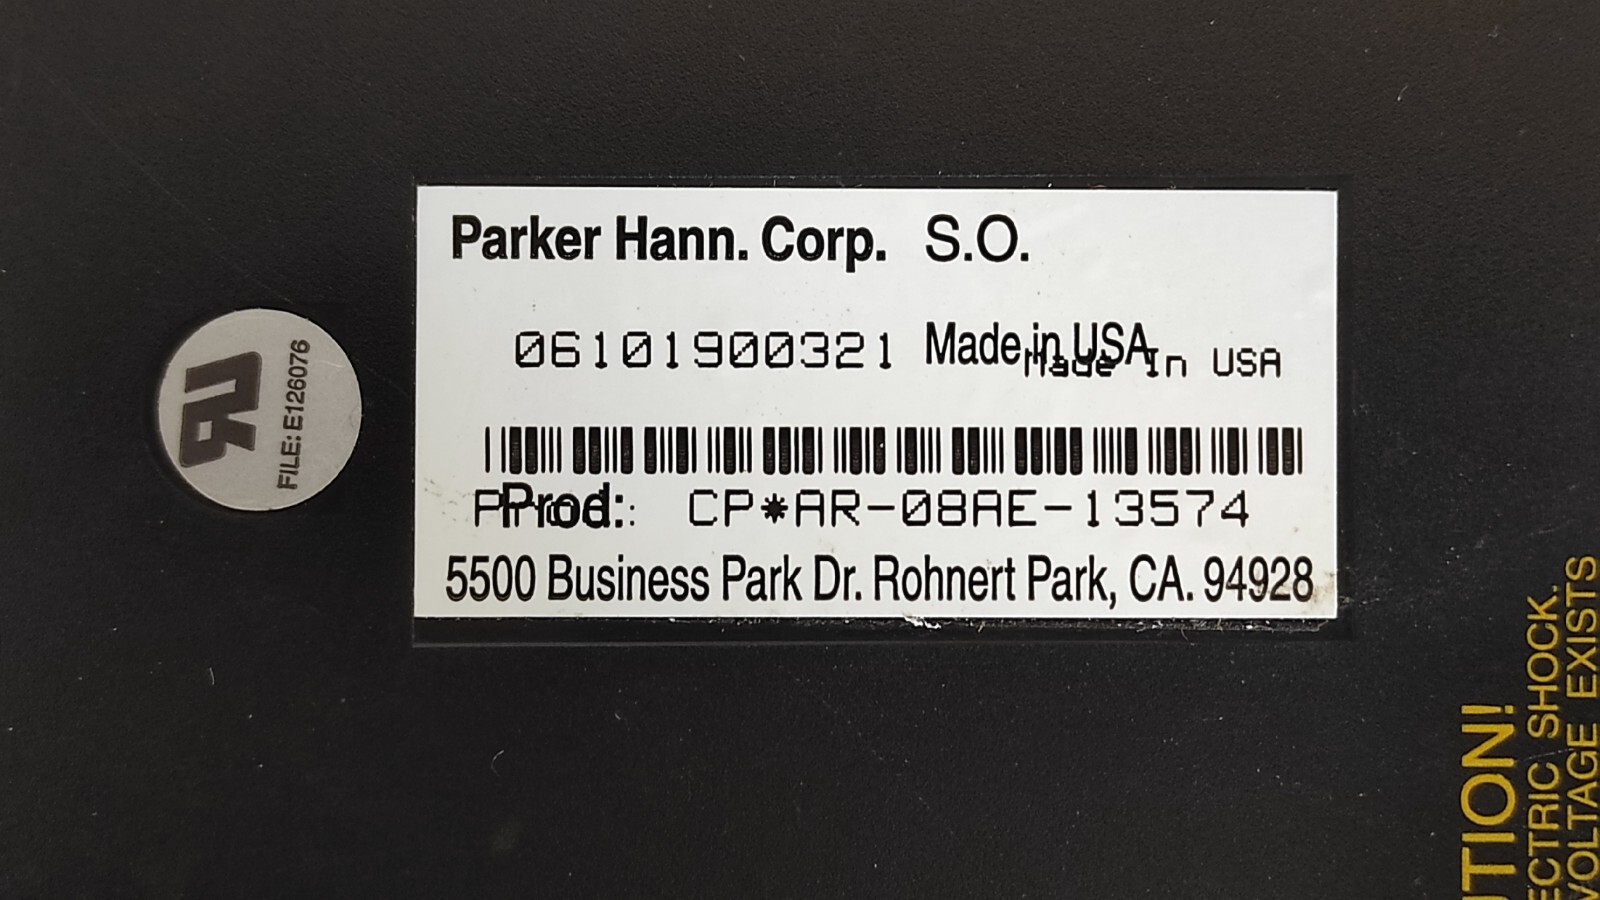 Parker Hann. Corp. S.O.
06101900321 Made in USA
Made In USA
Prod: CP*AR-08AE-13574
5500 Business Park Dr. Rohnert Park, CA. 94928
FILE: E126076
UTION!
ECTRIC SHOCK.
VOLTAGE EXISTS